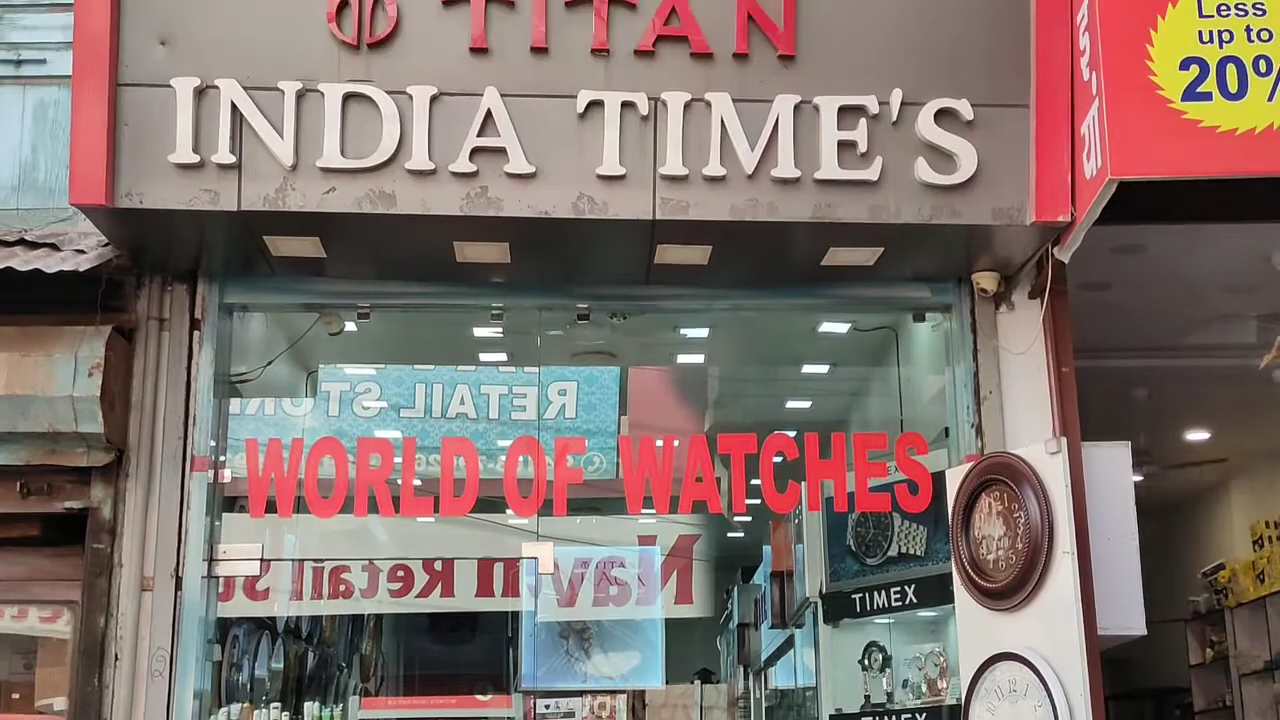 TITAN
INDIA TIME'S
Less
up to
20%
RETAIL STORE
WORLD OF WATCHES
Navin Retail St
TIMEX
TIMEX